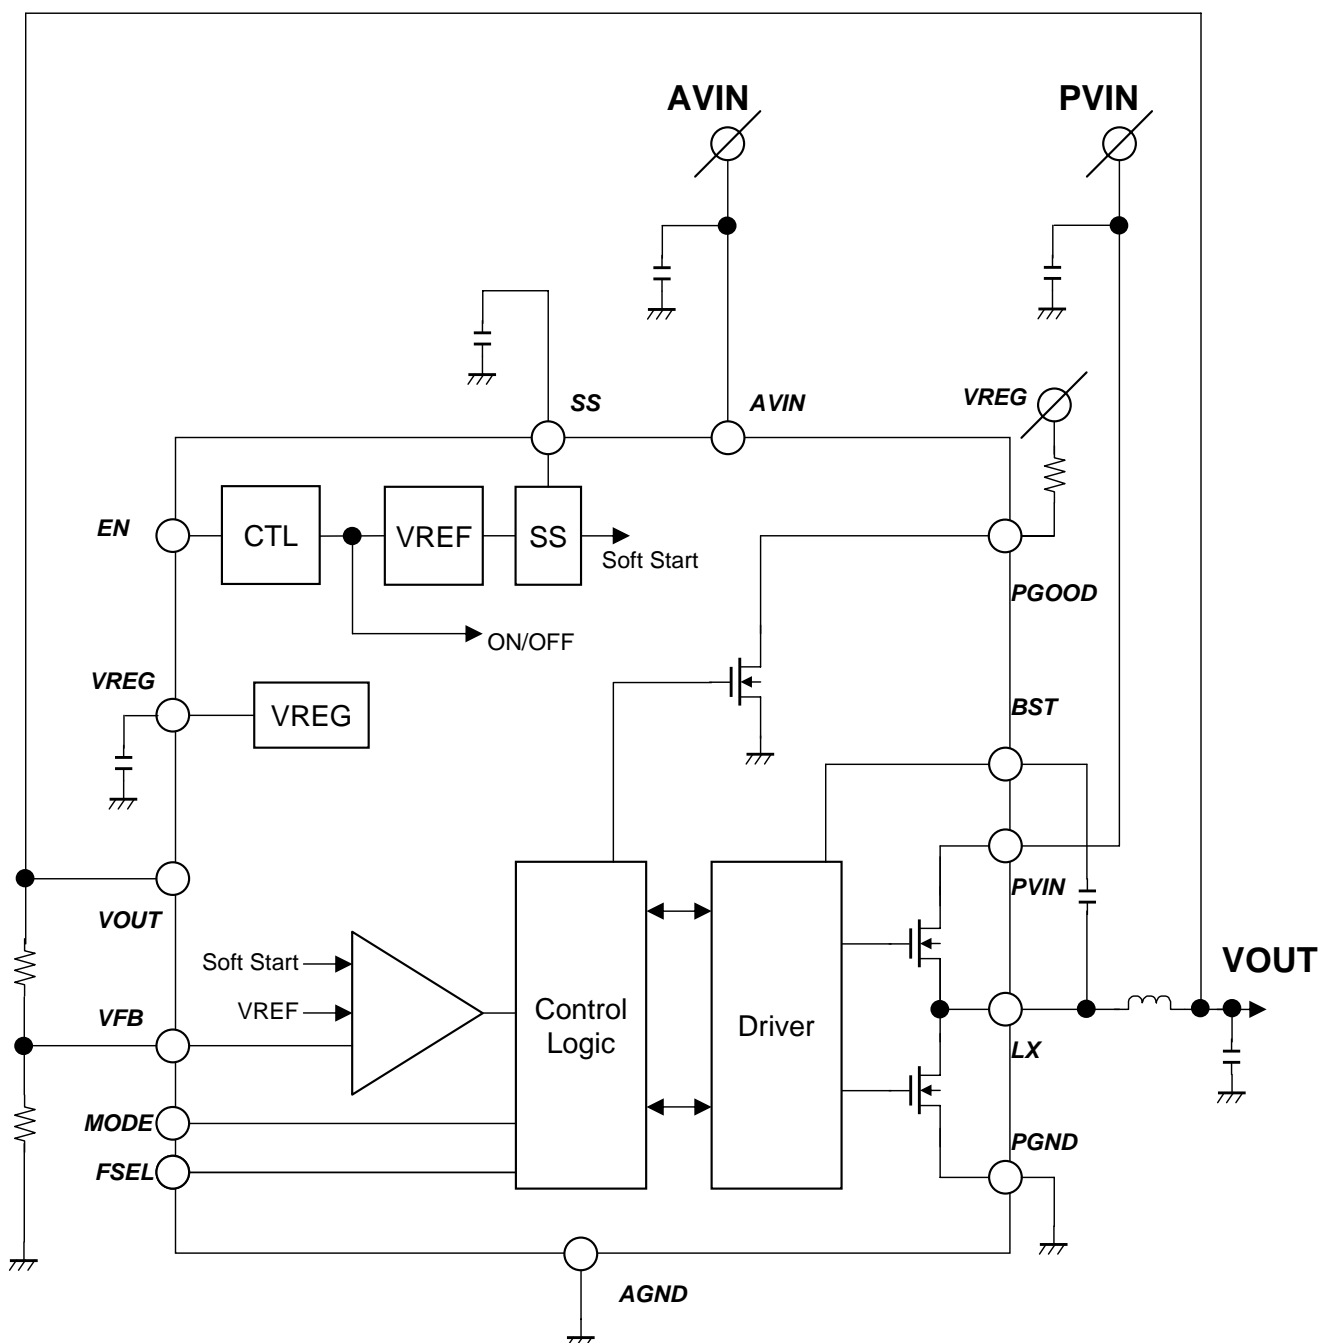 AVIN
PVIN
SS
AVIN
VREG
EN
CTL
VREF
SS
Soft Start
PGOOD
ON/OFF
VREG
VREG
BST
PVIN
VOUT
Soft Start
VREF
VFB
Control
Logic
Driver
VOUT
LX
MODE
FSEL
PGND
AGND